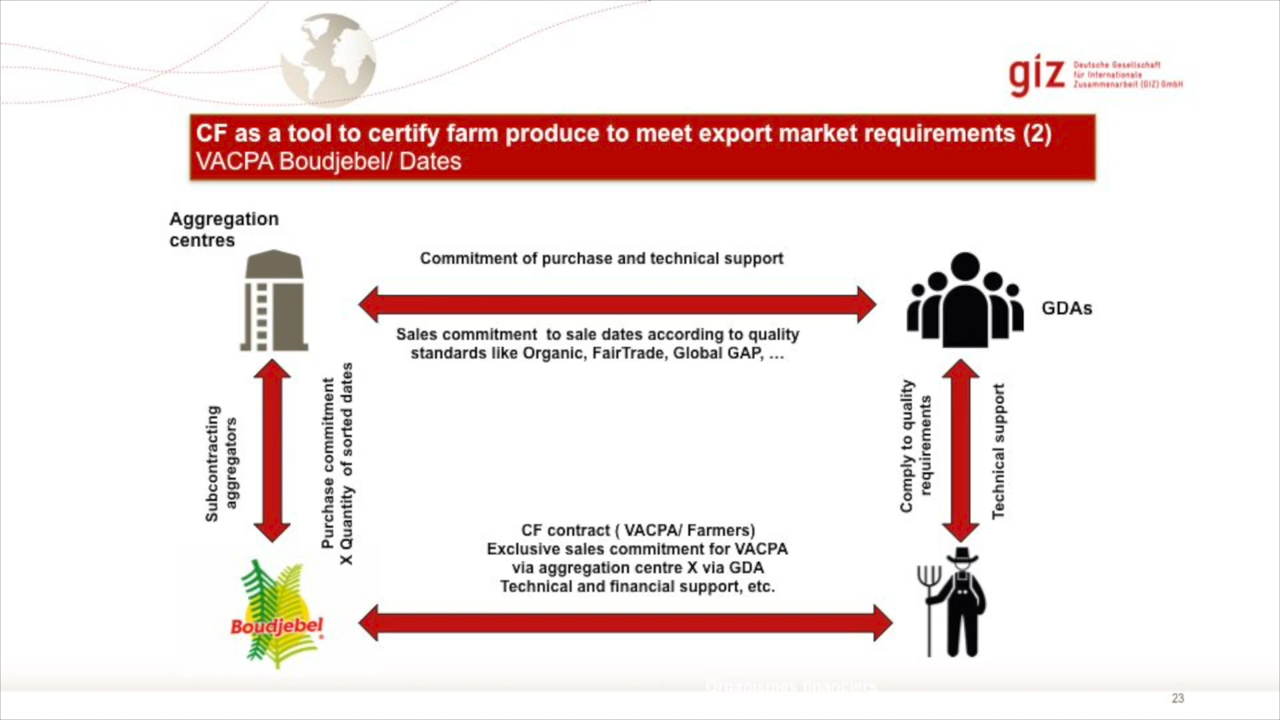 giz
Deutsche Gesellschaft
für Internationale
Zusammenarbeit (GIZ) GmbH
CF as a tool to certify farm produce to meet export market requirements (2)
VACPA Boudjebel/ Dates
Aggregation
centres
Commitment of purchase and technical support
GDAs
Sales commitment to sale dates according to quality
standards like Organic, FairTrade, Global GAP, ...
Subcontracting
aggregators
Purchase commitment
X Quantity of sorted dates
Comply to quality
requirements
Technical support
CF contract ( VACPA/ Farmers)
Exclusive sales commitment for VACPA
via aggregation centre X via GDA
Technical and financial support, etc.
Boudjebel
Organismes financiers
23